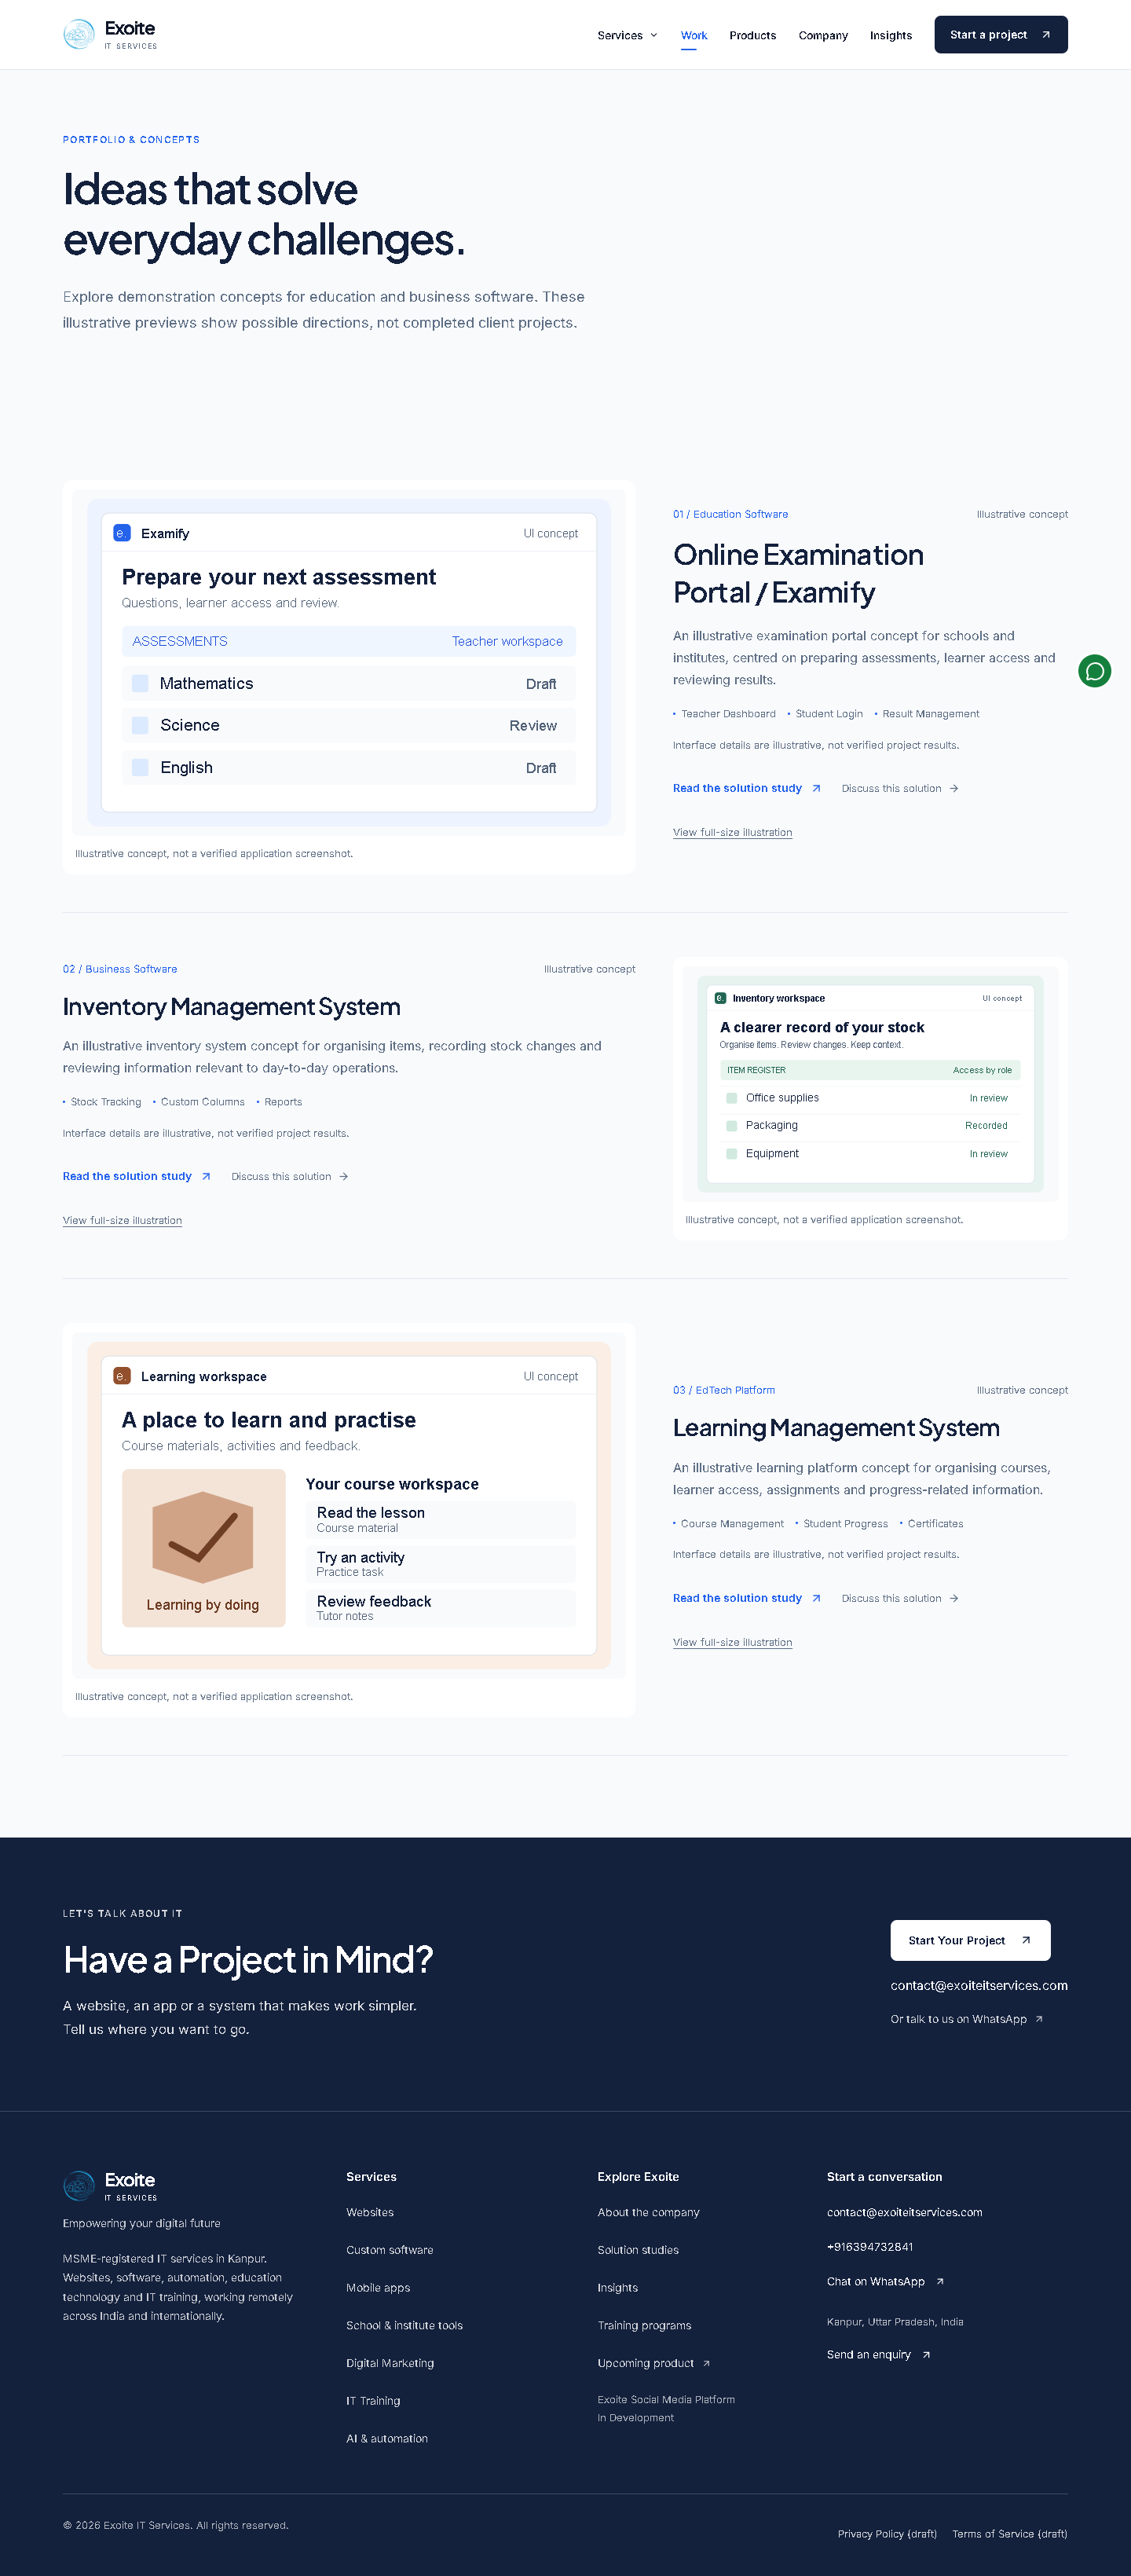 Exoite
IT SERVICES
Services
Work
Products
Company
Insights
Start a project
PORTFOLIO & CONCEPTS
Ideas that solve
everyday challenges.
Explore demonstration concepts for education and business software. These
illustrative previews show possible directions, not completed client projects.
e. Examify
UI concept
Prepare your next assessment
Questions, learner access and review.
ASSESSMENTS
Teacher workspace
Mathematics
Draft
Science
Review
English
Draft
Illustrative concept, not a verified application screenshot.
01 / Education Software
Illustrative concept
Online Examination
Portal / Examify
An illustrative examination portal concept for schools and
institutes, centred on preparing assessments, learner access and
reviewing results.
Teacher Dashboard
Student Login
Result Management
Interface details are illustrative, not verified project results.
Read the solution study
Discuss this solution
View full-size illustration
02 / Business Software
Illustrative concept
Inventory Management System
An illustrative inventory system concept for organising items, recording stock changes and
reviewing information relevant to day-to-day operations.
Stock Tracking
Custom Columns
Reports
Interface details are illustrative, not verified project results.
Read the solution study
Discuss this solution
View full-size illustration
e. Inventory workspace
UI concept
A clearer record of your stock
Organise items. Review changes. Keep context.
ITEM REGISTER
Access by role
Office supplies
In review
Packaging
Recorded
Equipment
In review
Illustrative concept, not a verified application screenshot.
e. Learning workspace
UI concept
A place to learn and practise
Course materials, activities and feedback.
Learning by doing
Your course workspace
Read the lesson
Course material
Try an activity
Practice task
Review feedback
Tutor notes
Illustrative concept, not a verified application screenshot.
03 / EdTech Platform
Illustrative concept
Learning Management System
An illustrative learning platform concept for organising courses,
learner access, assignments and progress-related information.
Course Management
Student Progress
Certificates
Interface details are illustrative, not verified project results.
Read the solution study
Discuss this solution
View full-size illustration
LET'S TALK ABOUT IT
Have a Project in Mind?
A website, an app or a system that makes work simpler.
Tell us where you want to go.
Start Your Project
contact@exoiteitservices.com
Or talk to us on WhatsApp
Exoite
IT SERVICES
Empowering your digital future
MSME-registered IT services in Kanpur.
Websites, software, automation, education
technology and IT training, working remotely
across India and internationally.
Services
Websites
Custom software
Mobile apps
School & institute tools
Digital Marketing
IT Training
AI & automation
Explore Exoite
About the company
Solution studies
Insights
Training programs
Upcoming product
Exoite Social Media Platform
In Development
Start a conversation
contact@exoiteitservices.com
+916394732841
Chat on WhatsApp
Kanpur, Uttar Pradesh, India
Send an enquiry
© 2026 Exoite IT Services. All rights reserved.
Privacy Policy (draft)
Terms of Service (draft)